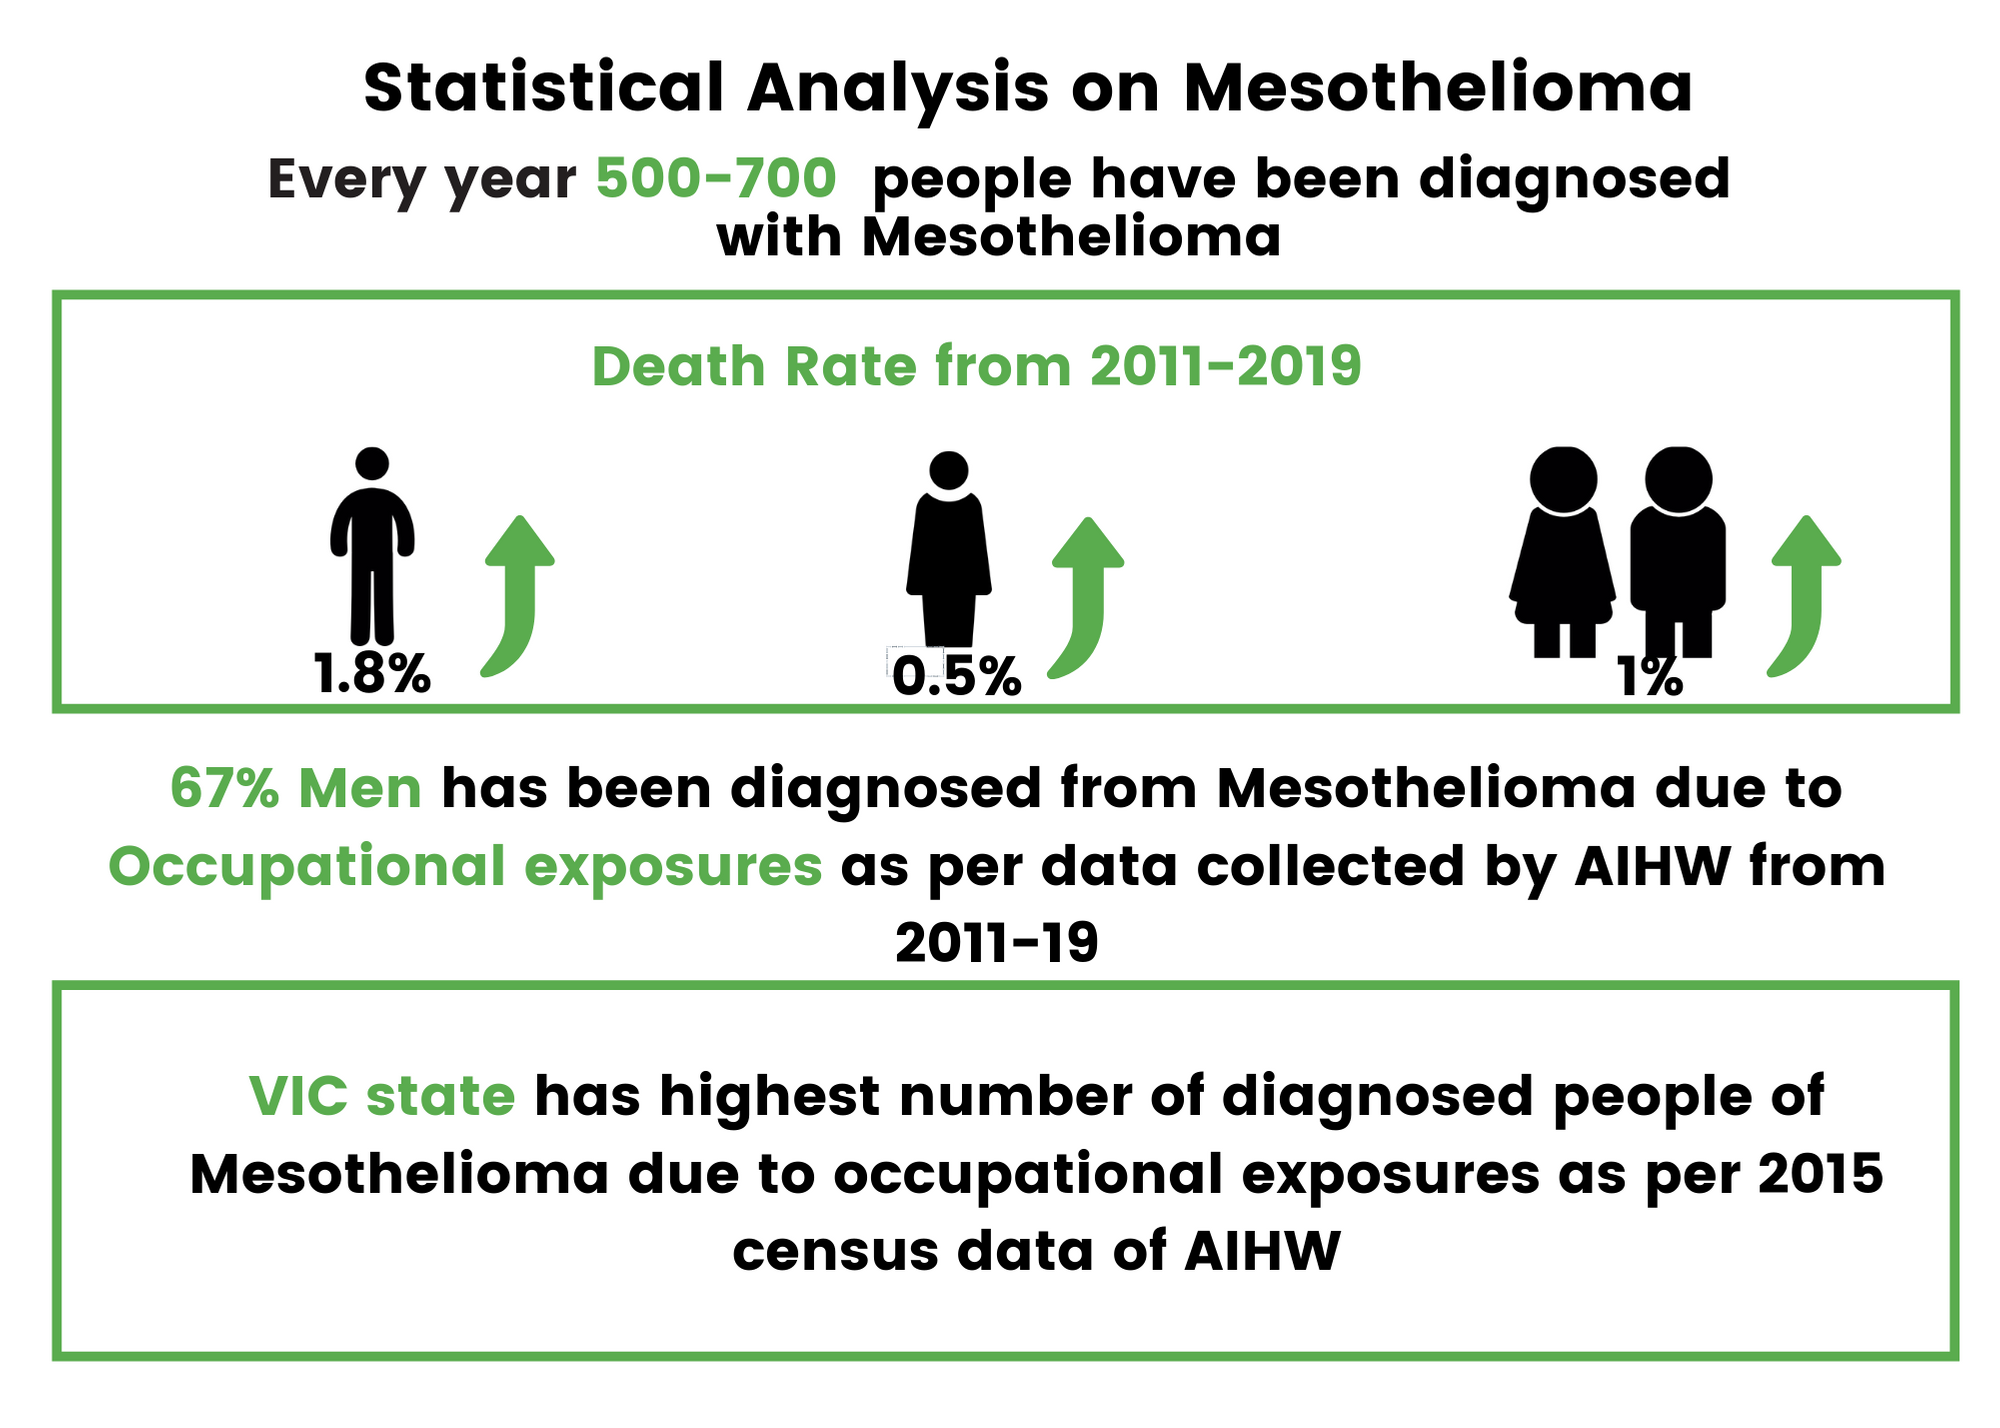 Statistical Analysis on Mesothelioma
Every year 500-700 people have been diagnosed
with Mesothelioma
Death Rate from 2011-2019
1.8%
0.5%
1%
67% Men has been diagnosed from Mesothelioma due to
Occupational exposures as per data collected by AIHW from
2011-19
VIC state has highest number of diagnosed people of
Mesothelioma due to occupational exposures as per 2015
census data of AIHW